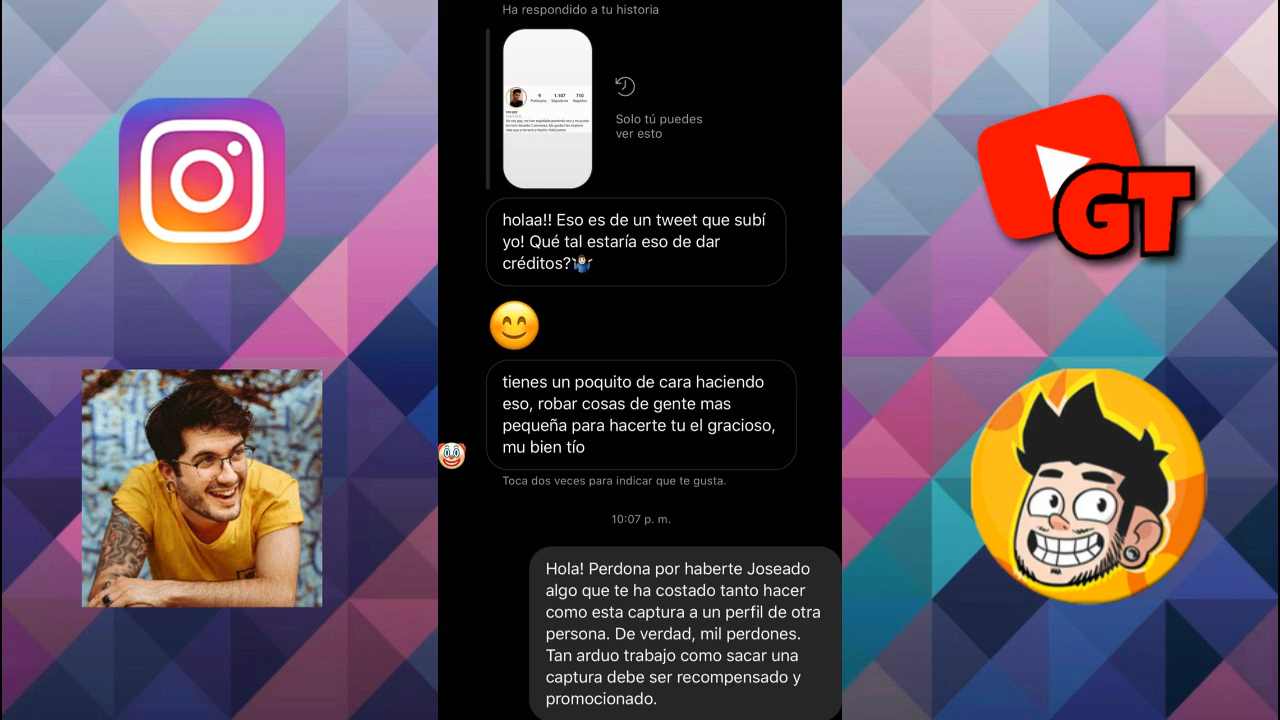 Ha respondido a tu historia
9 1.107 710
Solo tú puedes
ver esto
holaa!! Eso es de un tweet que subí
yo! Qué tal estaría eso de dar
créditos?🤷🏻‍♂️
😊
tienes un poquito de cara haciendo
eso, robar cosas de gente mas
pequeña para hacerte tu el gracioso,
mu bien tío
Toca dos veces para indicar que te gusta.
10:07 p. m.
Hola! Perdona por haberte Joseado
algo que te ha costado tanto hacer
como esta captura a un perfil de otra
persona. De verdad, mil perdones.
Tan arduo trabajo como sacar una
captura debe ser recompensado y
promocionado.
GT